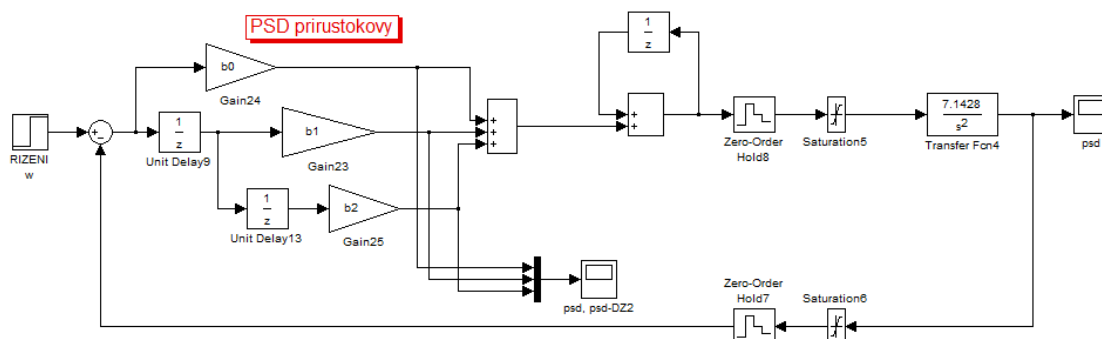 PSD prirustokovy
b0
Gain24
1
z
+
+
+
+
+
1
z
Zero-Order
Hold8
Saturation5
7.1428
s2
Transfer Fcn4
psd
RIZENI
w
+
-
Unit Delay9
b1
Gain23
1
z
Unit Delay13
b2
Gain25
psd, psd-DZ2
Zero-Order
Hold7
Saturation6